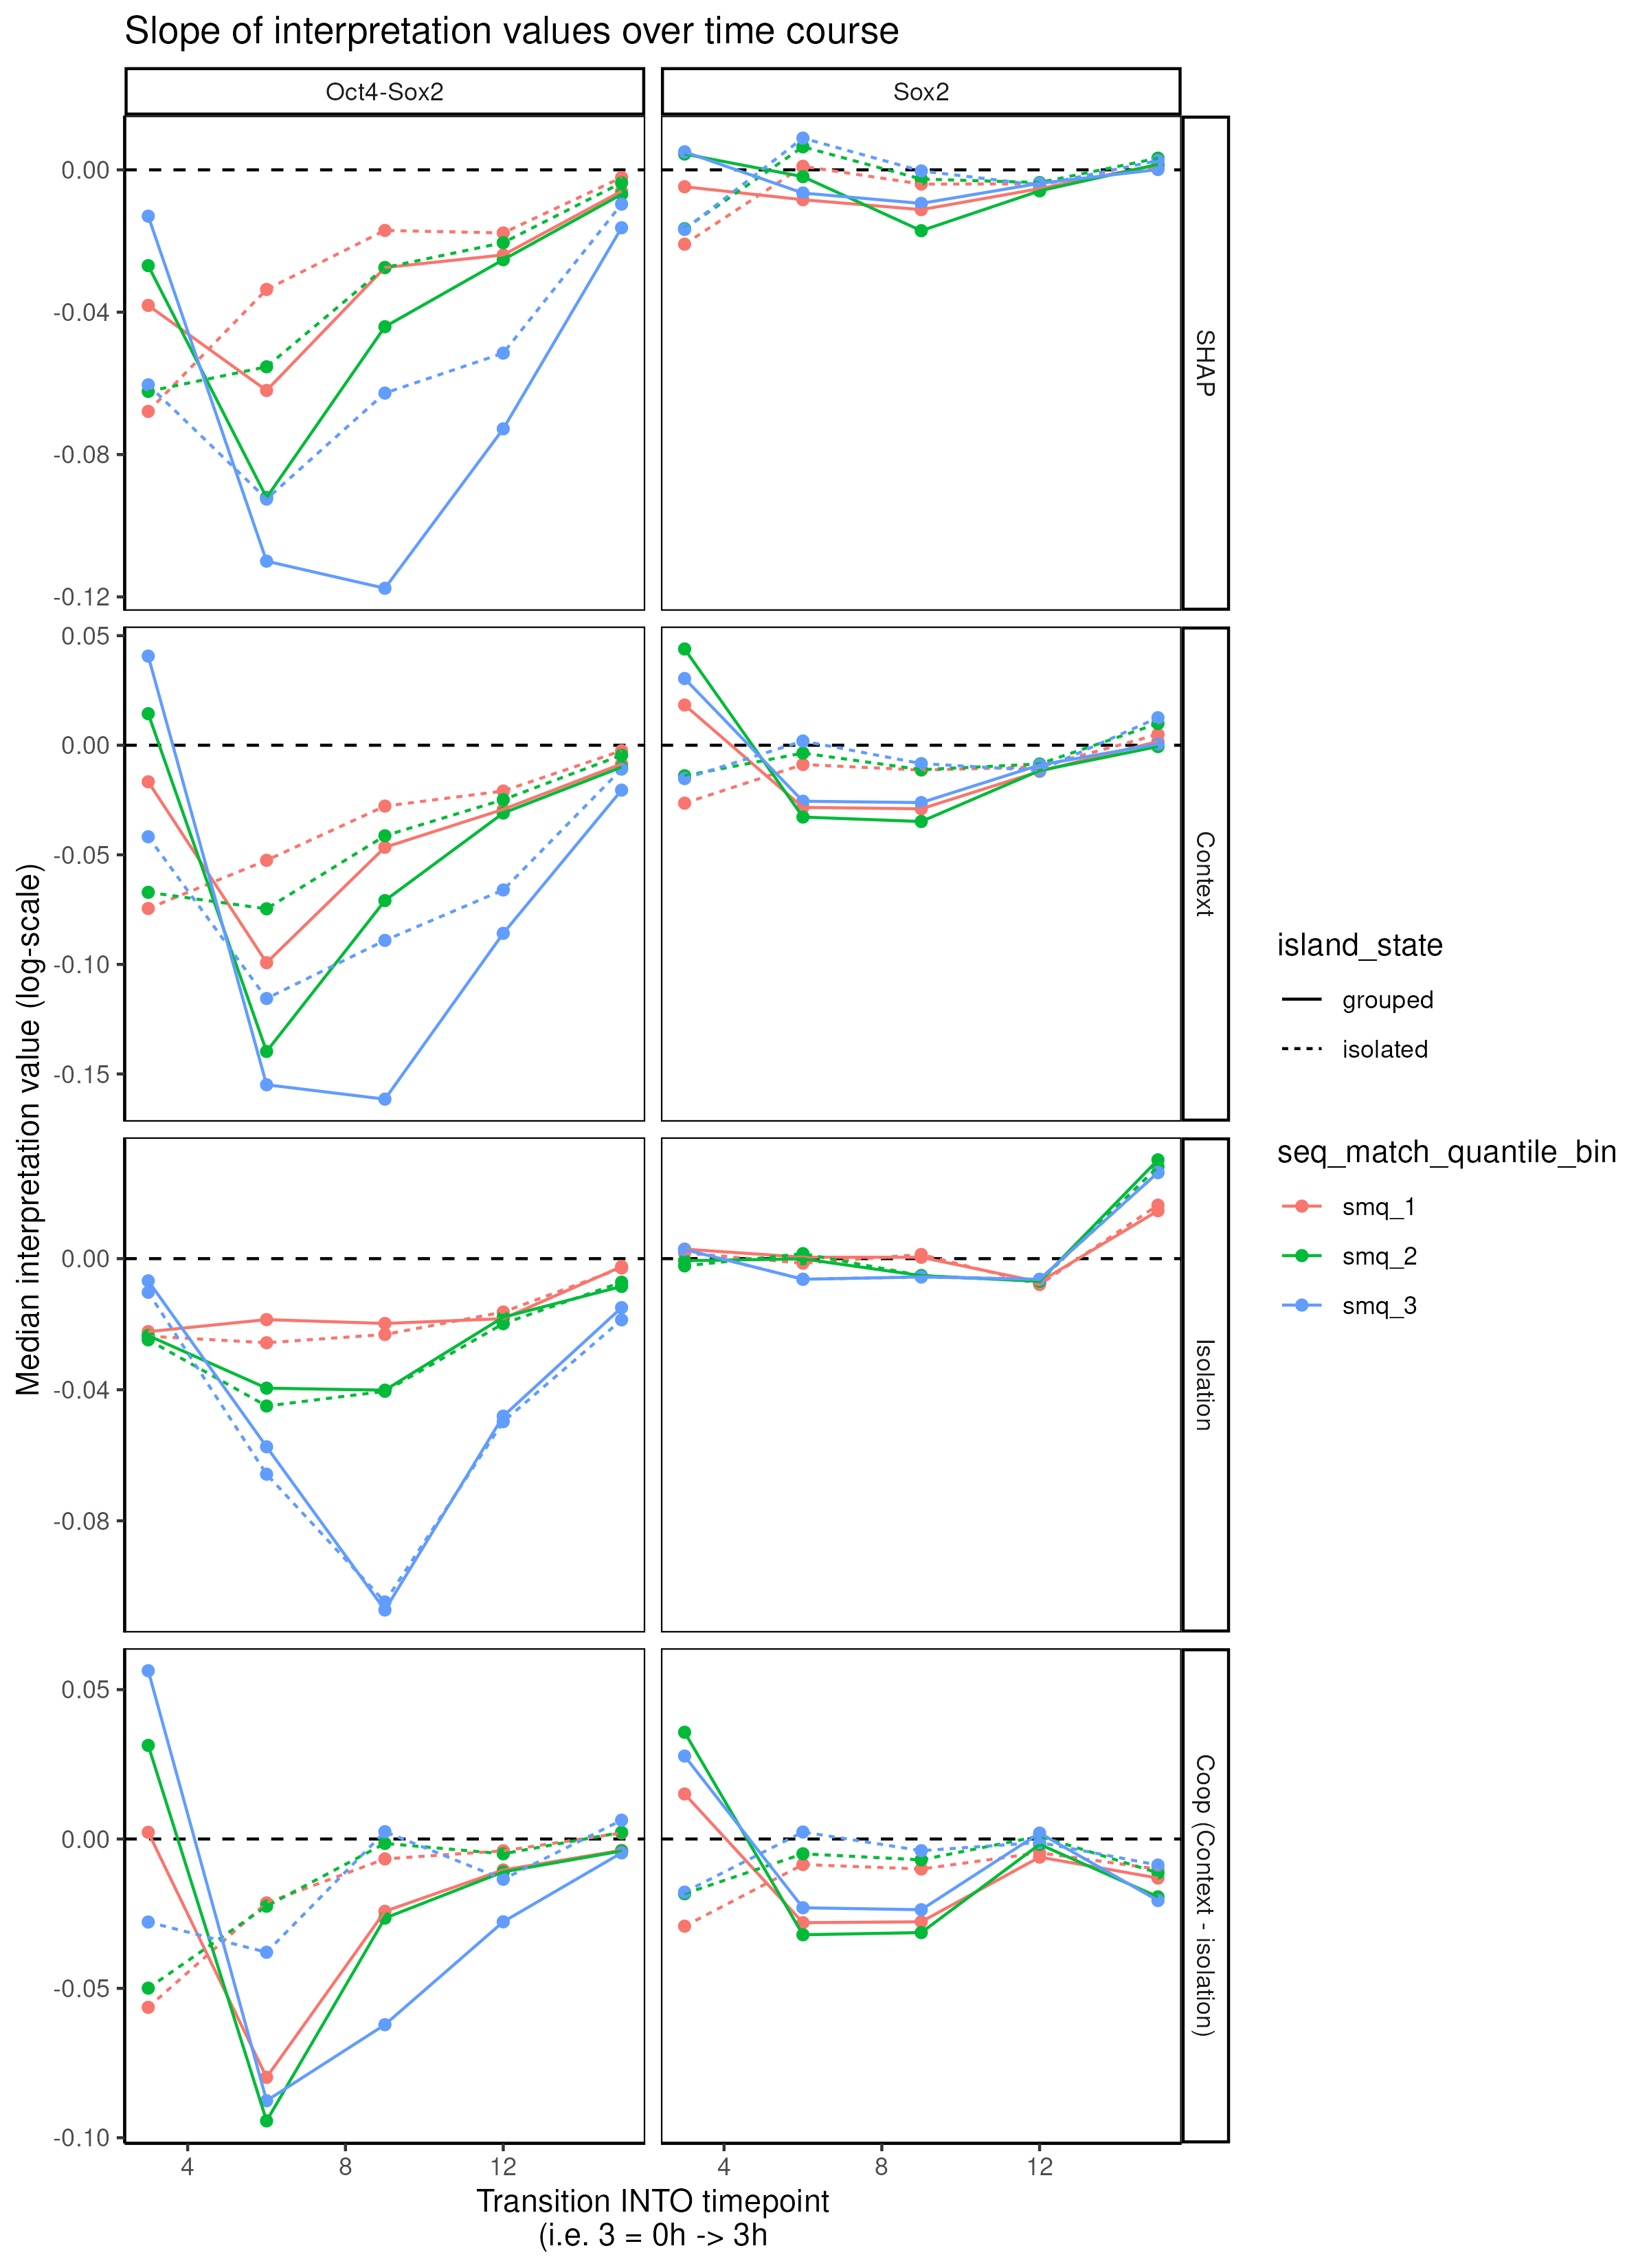 Slope of interpretation values over time course
Oct4-Sox2
Sox2
0.00
-0.04
-0.08
-0.12
SHAP
0.05
0.00
-0.05
-0.10
-0.15
Context
0.00
-0.04
-0.08
Isolation
0.05
0.00
-0.05
-0.10
Coop (Context - isolation)
4
8
12
4
8
12
Median interpretation value (log-scale)
Transition INTO timepoint
(i.e. 3 = 0h -> 3h
island_state
grouped
isolated
seq_match_quantile_bin
smq_1
smq_2
smq_3